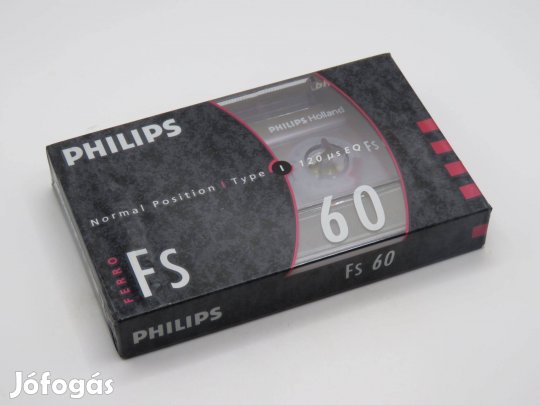 PHILIPS
PHILIPS Holland
Normal Position I Type I 120 µs EQ FS
60
FERRO
FS
FS 60
PHILIPS
Jófogás